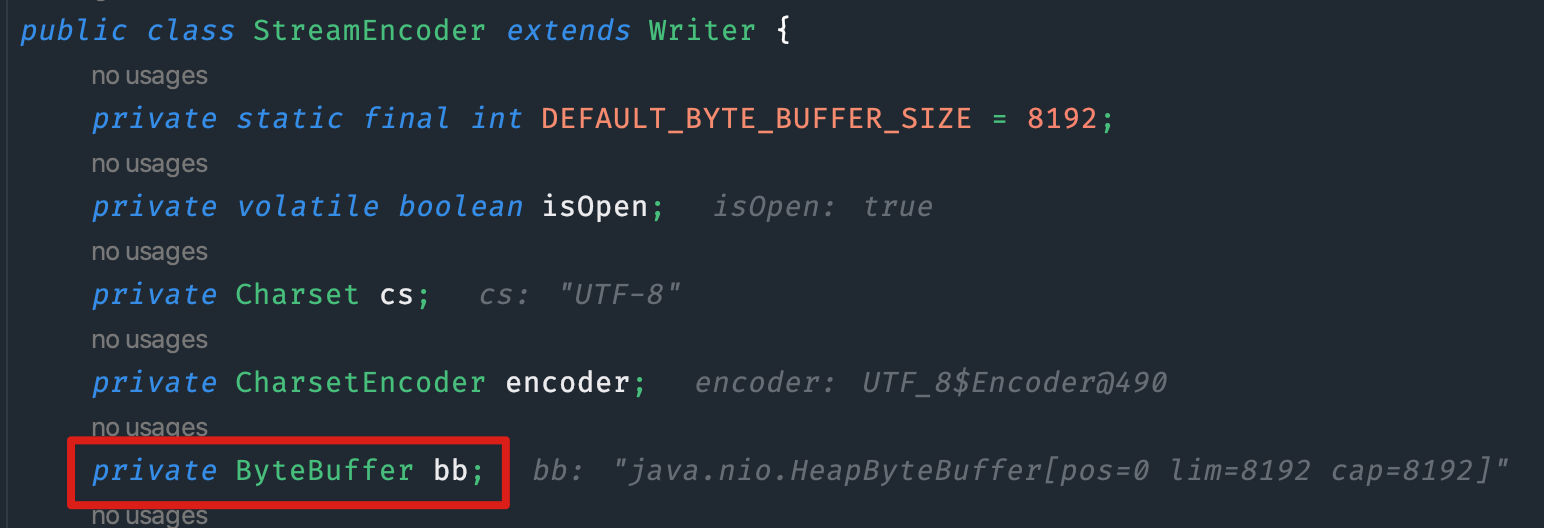 public class StreamEncoder extends Writer {
no usages
private static final int DEFAULT_BYTE_BUFFER_SIZE = 8192;
no usages
private volatile boolean isOpen;   isOpen: true
no usages
private Charset cs;   cs: "UTF-8"
no usages
private CharsetEncoder encoder;   encoder: UTF_8$Encoder@490
no usages
private ByteBuffer bb;   bb: "java.nio.HeapByteBuffer[pos=0 lim=8192 cap=8192]"
no usages